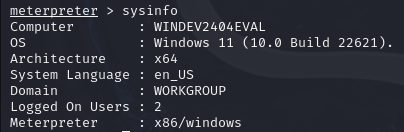 meterpreter > sysinfo
Computer        : WINDEV2404EVAL
OS              : Windows 11 (10.0 Build 22621).
Architecture    : x64
System Language : en_US
Domain          : WORKGROUP
Logged On Users : 2
Meterpreter     : x86/windows